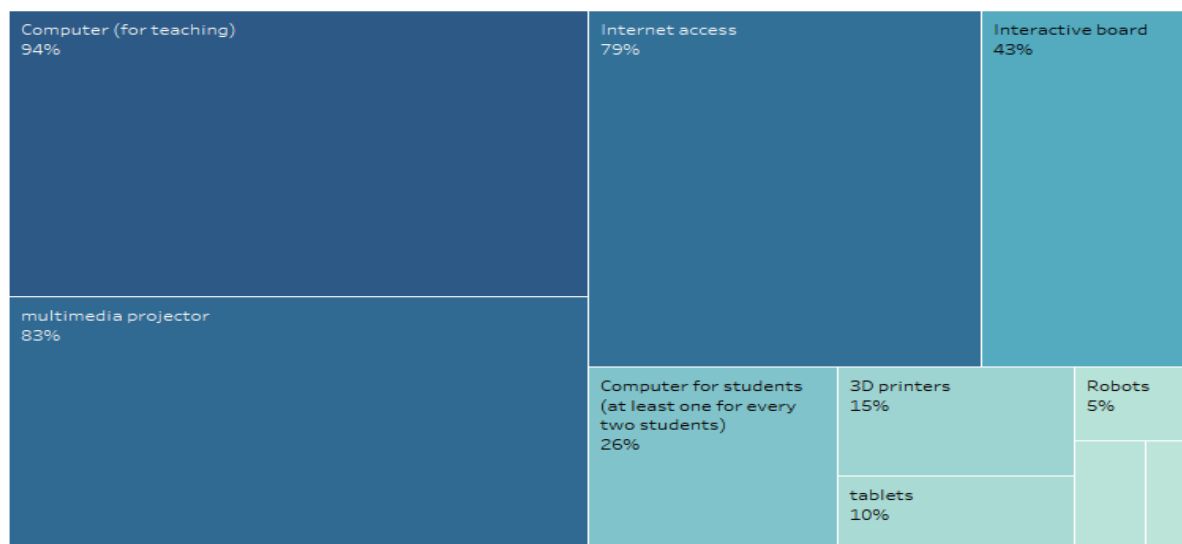 Computer (for teaching)
94%
Internet access
79%
Interactive board
43%
multimedia projector
83%
Computer for students
(at least one for every
two students)
26%
3D printers
15%
Robots
5%
tablets
10%